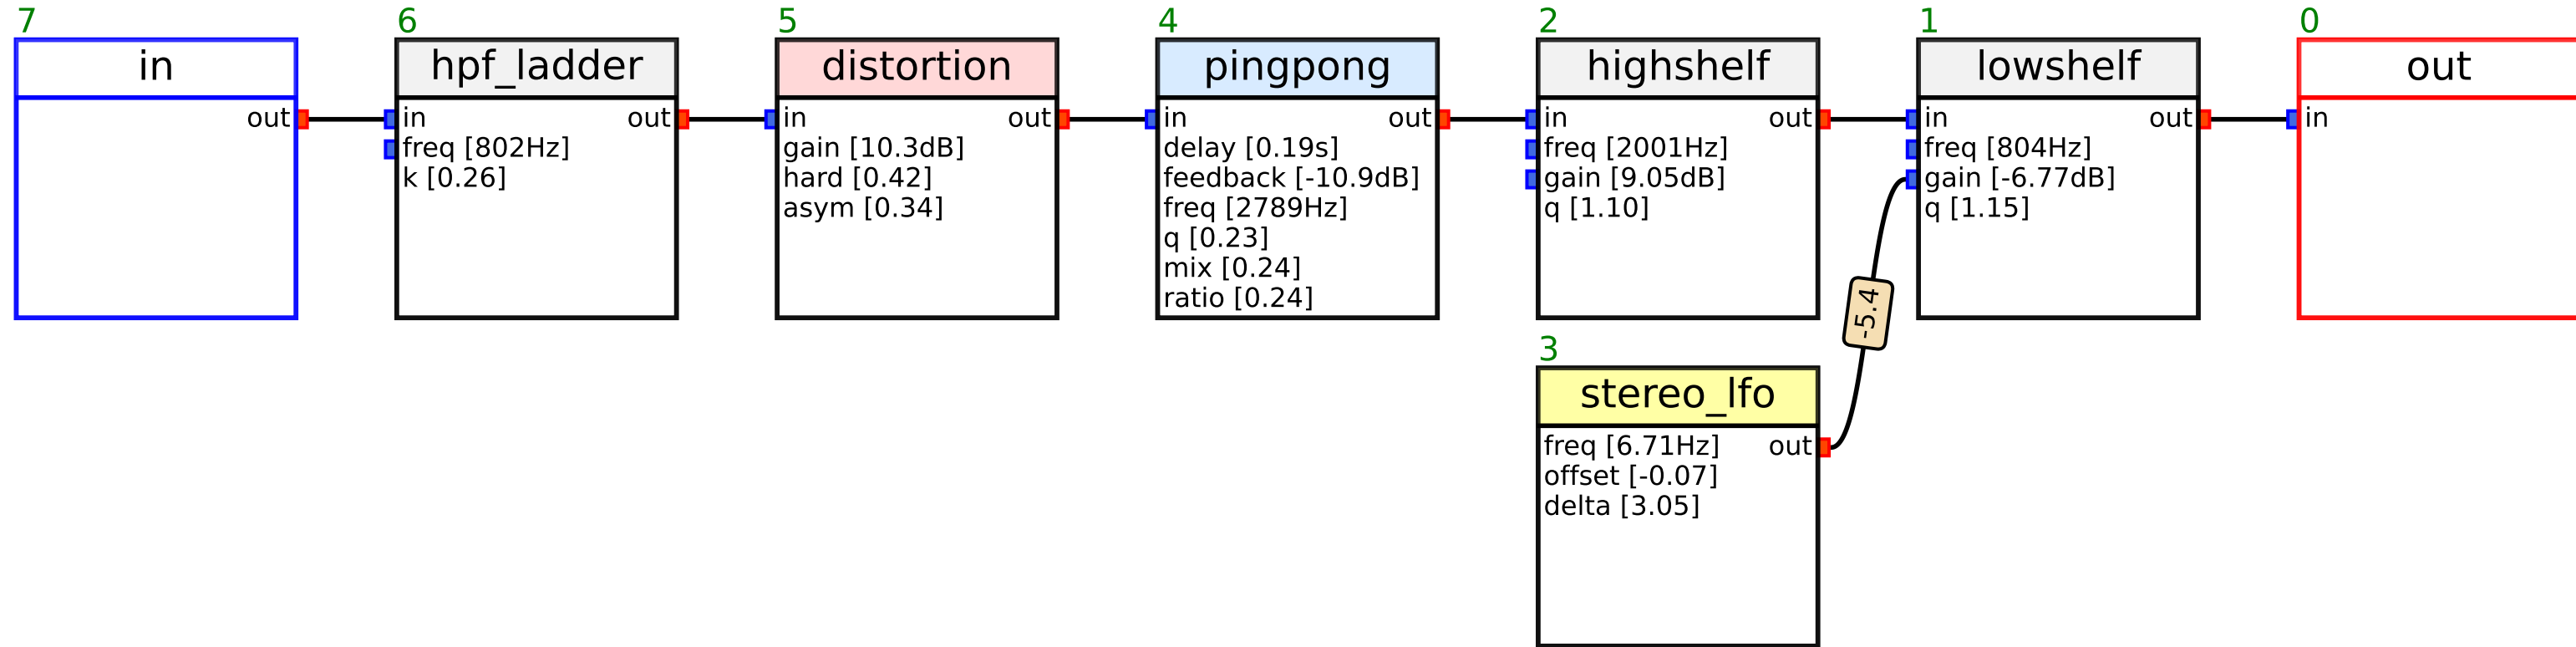 7
in
out
6
hpf_ladder
in out
freq [802Hz]
k [0.26]
5
distortion
in out
gain [10.3dB]
hard [0.42]
asym [0.34]
4
pingpong
in out
delay [0.19s]
feedback [-10.9dB]
freq [2789Hz]
q [0.23]
mix [0.24]
ratio [0.24]
2
highshelf
in out
freq [2001Hz]
gain [9.05dB]
q [1.10]
1
lowshelf
in out
freq [804Hz]
gain [-6.77dB]
q [1.15]
0
out
in
-5.4
3
stereo_lfo
freq [6.71Hz] out
offset [-0.07]
delta [3.05]